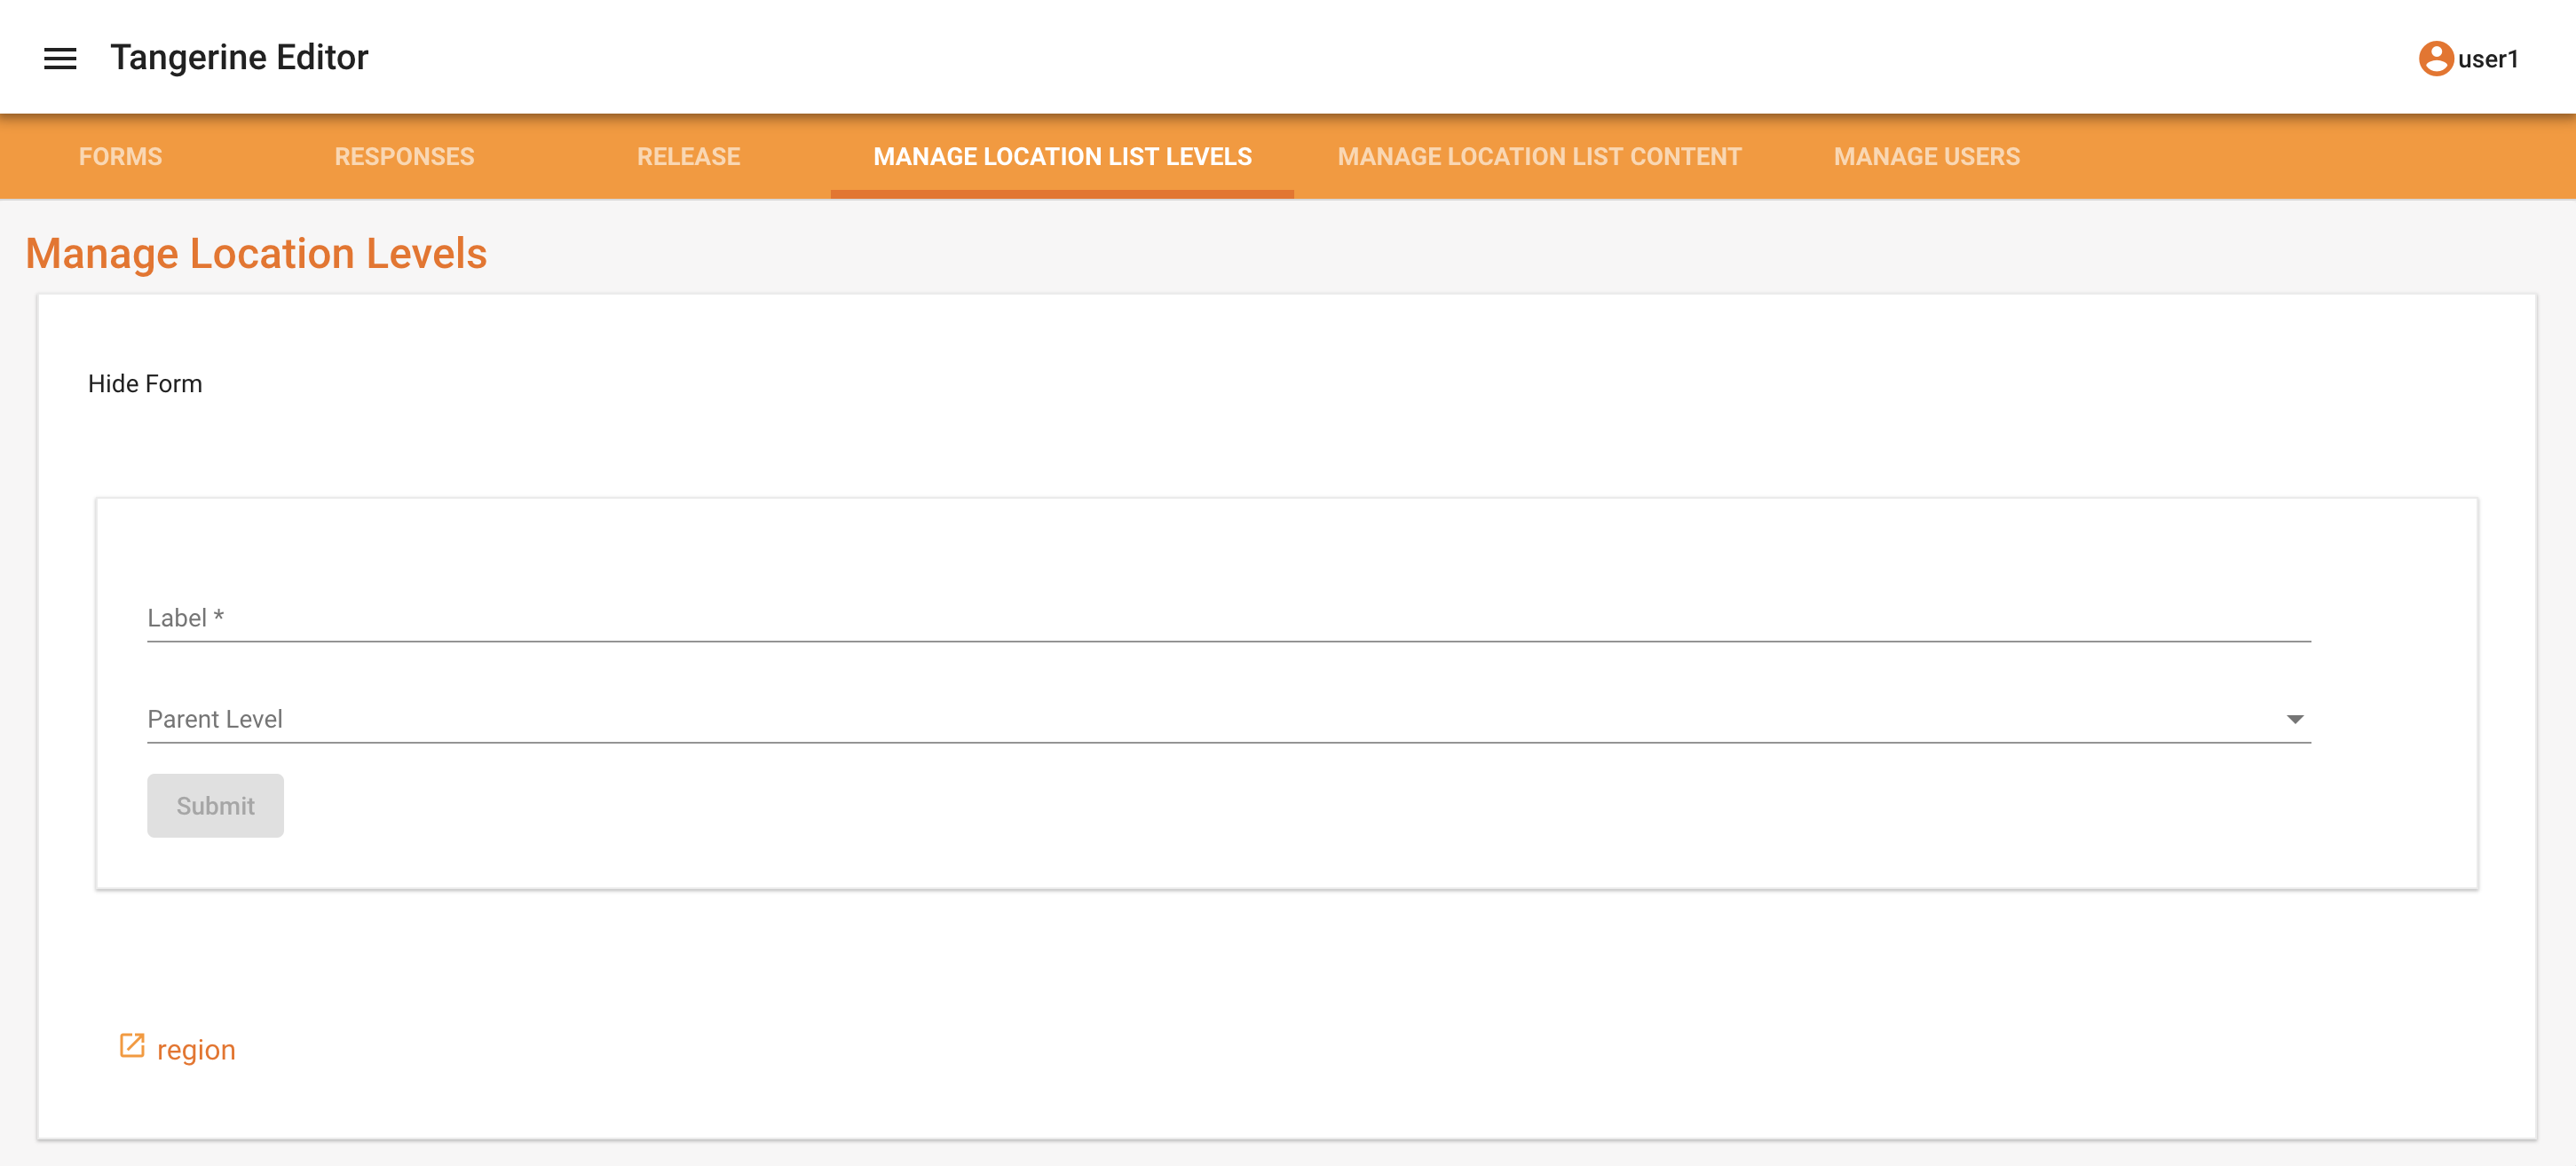 Tangerine Editor
user1
FORMS RESPONSES RELEASE MANAGE LOCATION LIST LEVELS MANAGE LOCATION LIST CONTENT MANAGE USERS
Manage Location Levels
Hide Form
Label *
Parent Level
Submit
region